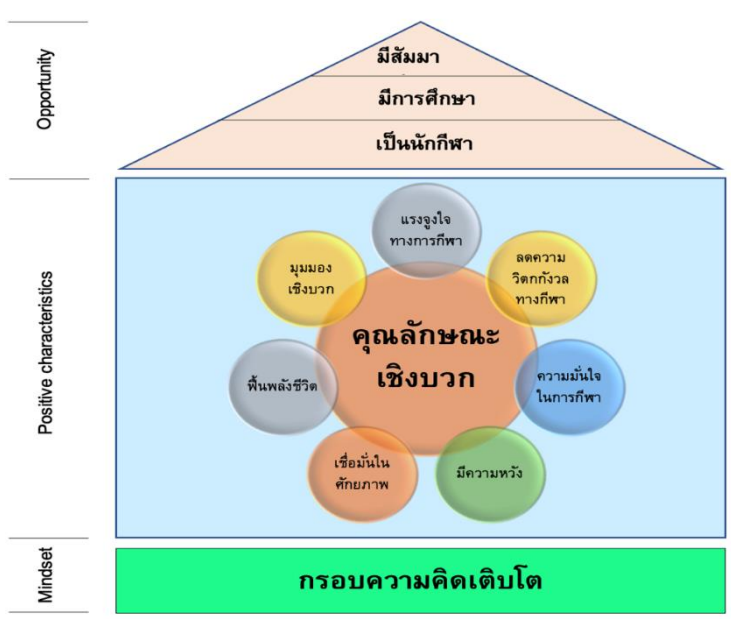 Opportunity
มีสัมมา
มีการศึกษา
เป็นนักกีฬา
Positive characteristics
แรงจูงใจ
ทางการกีฬา
มุมมอง
เชิงบวก
ลดความ
วิตกกังวล
ทางกีฬา
คุณลักษณะ
เชิงบวก
ฟื้นพลังชีวิต
ความมั่นใจ
ในการกีฬา
เชื่อมั่นใน
ศักยภาพ
มีความหวัง
Mindset
กรอบความคิดเติบโต